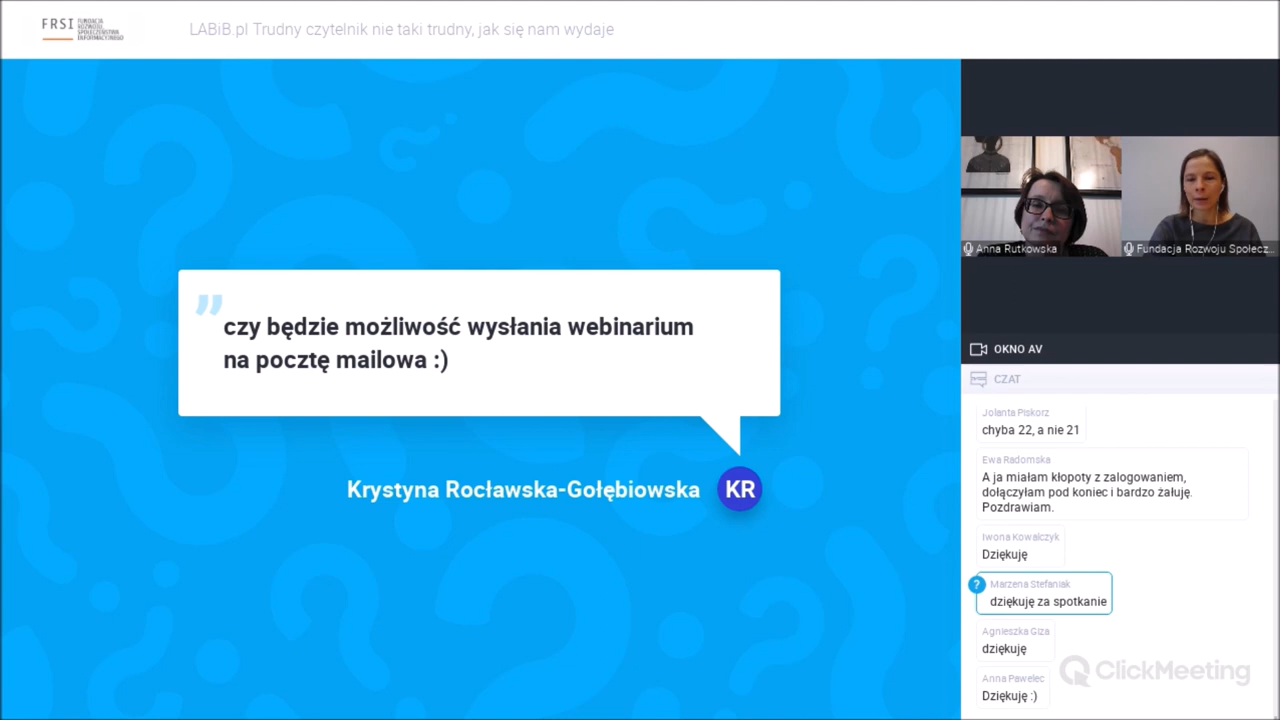 FRSI
FUNDACJA
ROZWOJU
SPOŁECZEŃSTWA
INFORMACYJNEGO
LABiB.pl Trudny czytelnik nie taki trudny, jak się nam wydaje
”
czy będzie możliwość wysłania webinarium
na pocztę mailowa :)
Krystyna Rocławska-Gołębiowska
KR
Anna Rutkowska
Fundacja Rozwoju Społecz...
OKNO AV
CZAT
Jolanta Piskorz
chyba 22, a nie 21
Ewa Radomska
A ja miałam kłopoty z zalogowaniem,
dołączyłam pod koniec i bardzo żałuję.
Pozdrawiam.
Iwona Kowalczyk
Dziękuję
?
Marzena Stefaniak
dziękuję za spotkanie
Agnieszka Giza
dziękuję
Anna Pawelec
Dziękuję :)
ClickMeeting